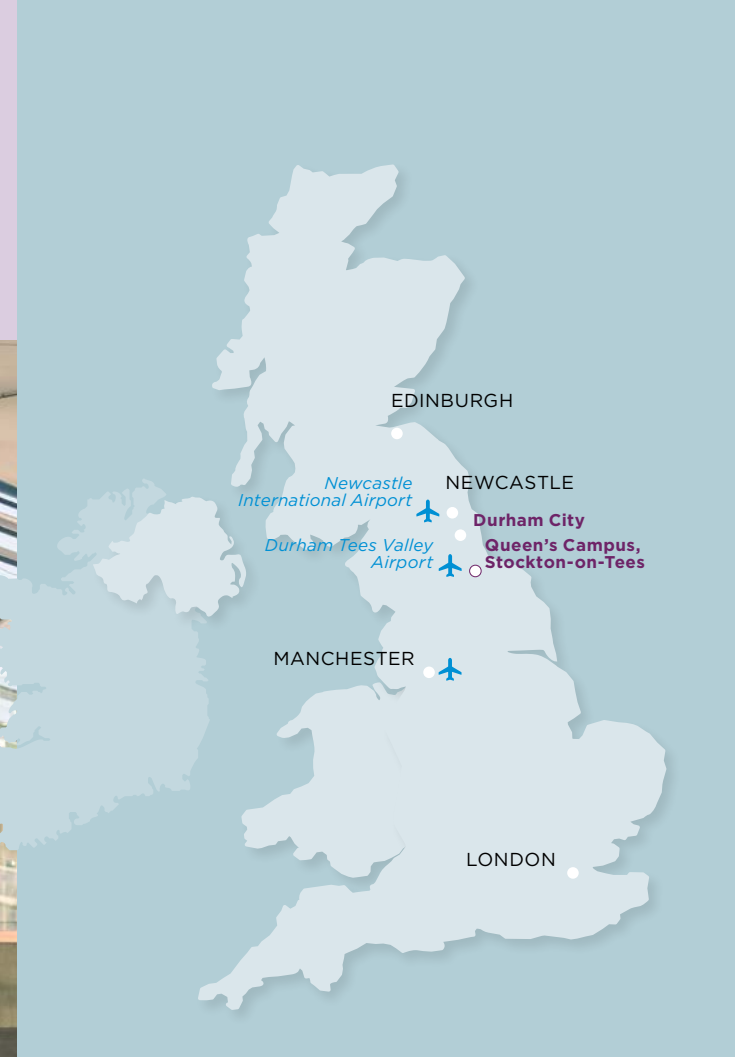 EDINBURGH
Newcastle
International Airport
NEWCASTLE
Durham City
Durham Tees Valley
Airport
Queen’s Campus,
Stockton-on-Tees
MANCHESTER
LONDON